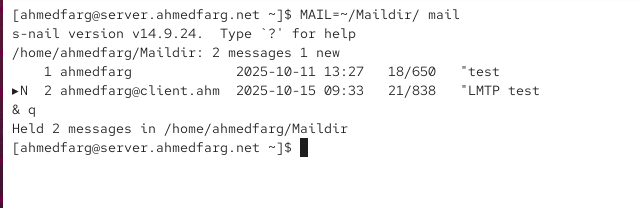 [ahmedfarg@server.ahmedfarg.net ~]$ MAIL=~/Maildir/ mail
s-nail version v14.9.24.  Type `?' for help
/home/ahmedfarg/Maildir: 2 messages 1 new
    1 ahmedfarg             2025-10-11 13:27   18/650   "test
▸N  2 ahmedfarg@client.ahm  2025-10-15 09:33   21/838   "LMTP test
& q
Held 2 messages in /home/ahmedfarg/Maildir
[ahmedfarg@server.ahmedfarg.net ~]$